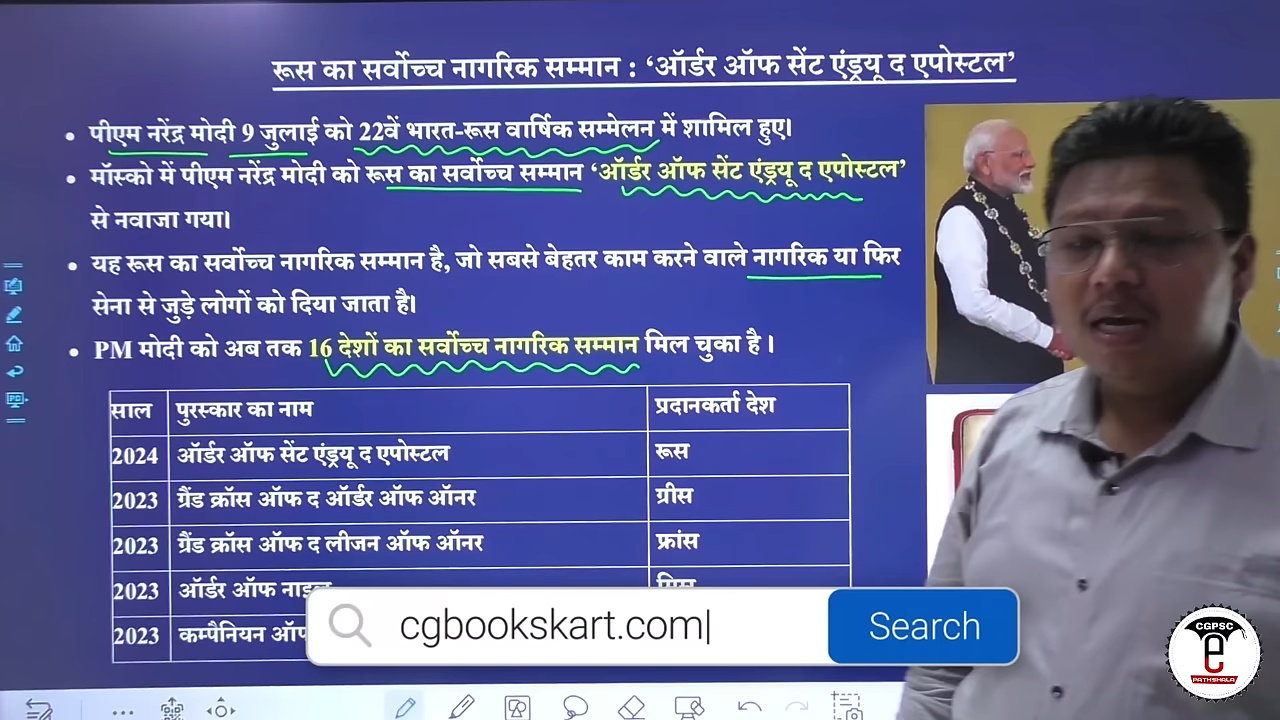 रूस का सर्वोच्च नागरिक सम्मान : ‘ऑर्डर ऑफ सेंट एंड्रयू द एपोस्टल’
• पीएम नरेंद्र मोदी 9 जुलाई को 22वें भारत-रूस वार्षिक सम्मेलन में शामिल हुए।
• मॉस्को में पीएम नरेंद्र मोदी को रूस का सर्वोच्च सम्मान ‘ऑर्डर ऑफ सेंट एंड्रयू द एपोस्टल’
से नवाजा गया।
• यह रूस का सर्वोच्च नागरिक सम्मान है, जो सबसे बेहतर काम करने वाले नागरिक या फिर
सेना से जुड़े लोगों को दिया जाता है।
• PM मोदी को अब तक 16 देशों का सर्वोच्च नागरिक सम्मान मिल चुका है ।
साल पुरस्कार का नाम प्रदानकर्ता देश
2024 ऑर्डर ऑफ सेंट एंड्रयू द एपोस्टल रूस
2023 ग्रैंड क्रॉस ऑफ द ऑर्डर ऑफ ऑनर ग्रीस
2023 ग्रैंड क्रॉस ऑफ द लीजन ऑफ ऑनर फ्रांस
2023 ऑर्डर ऑफ
2023 कम्पैनियन
cgbookskart.com Search
CGPSC
e
PATHSHALA